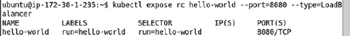 ubuntu@ip-172-30-1-235:~$ kubectl expose rc hello-world --port=8080 --type=LoadB
alancer
NAME LABELS SELECTOR IP(S) PORT(S)
hello-world run=hello-world run=hello-world 8080/TCP